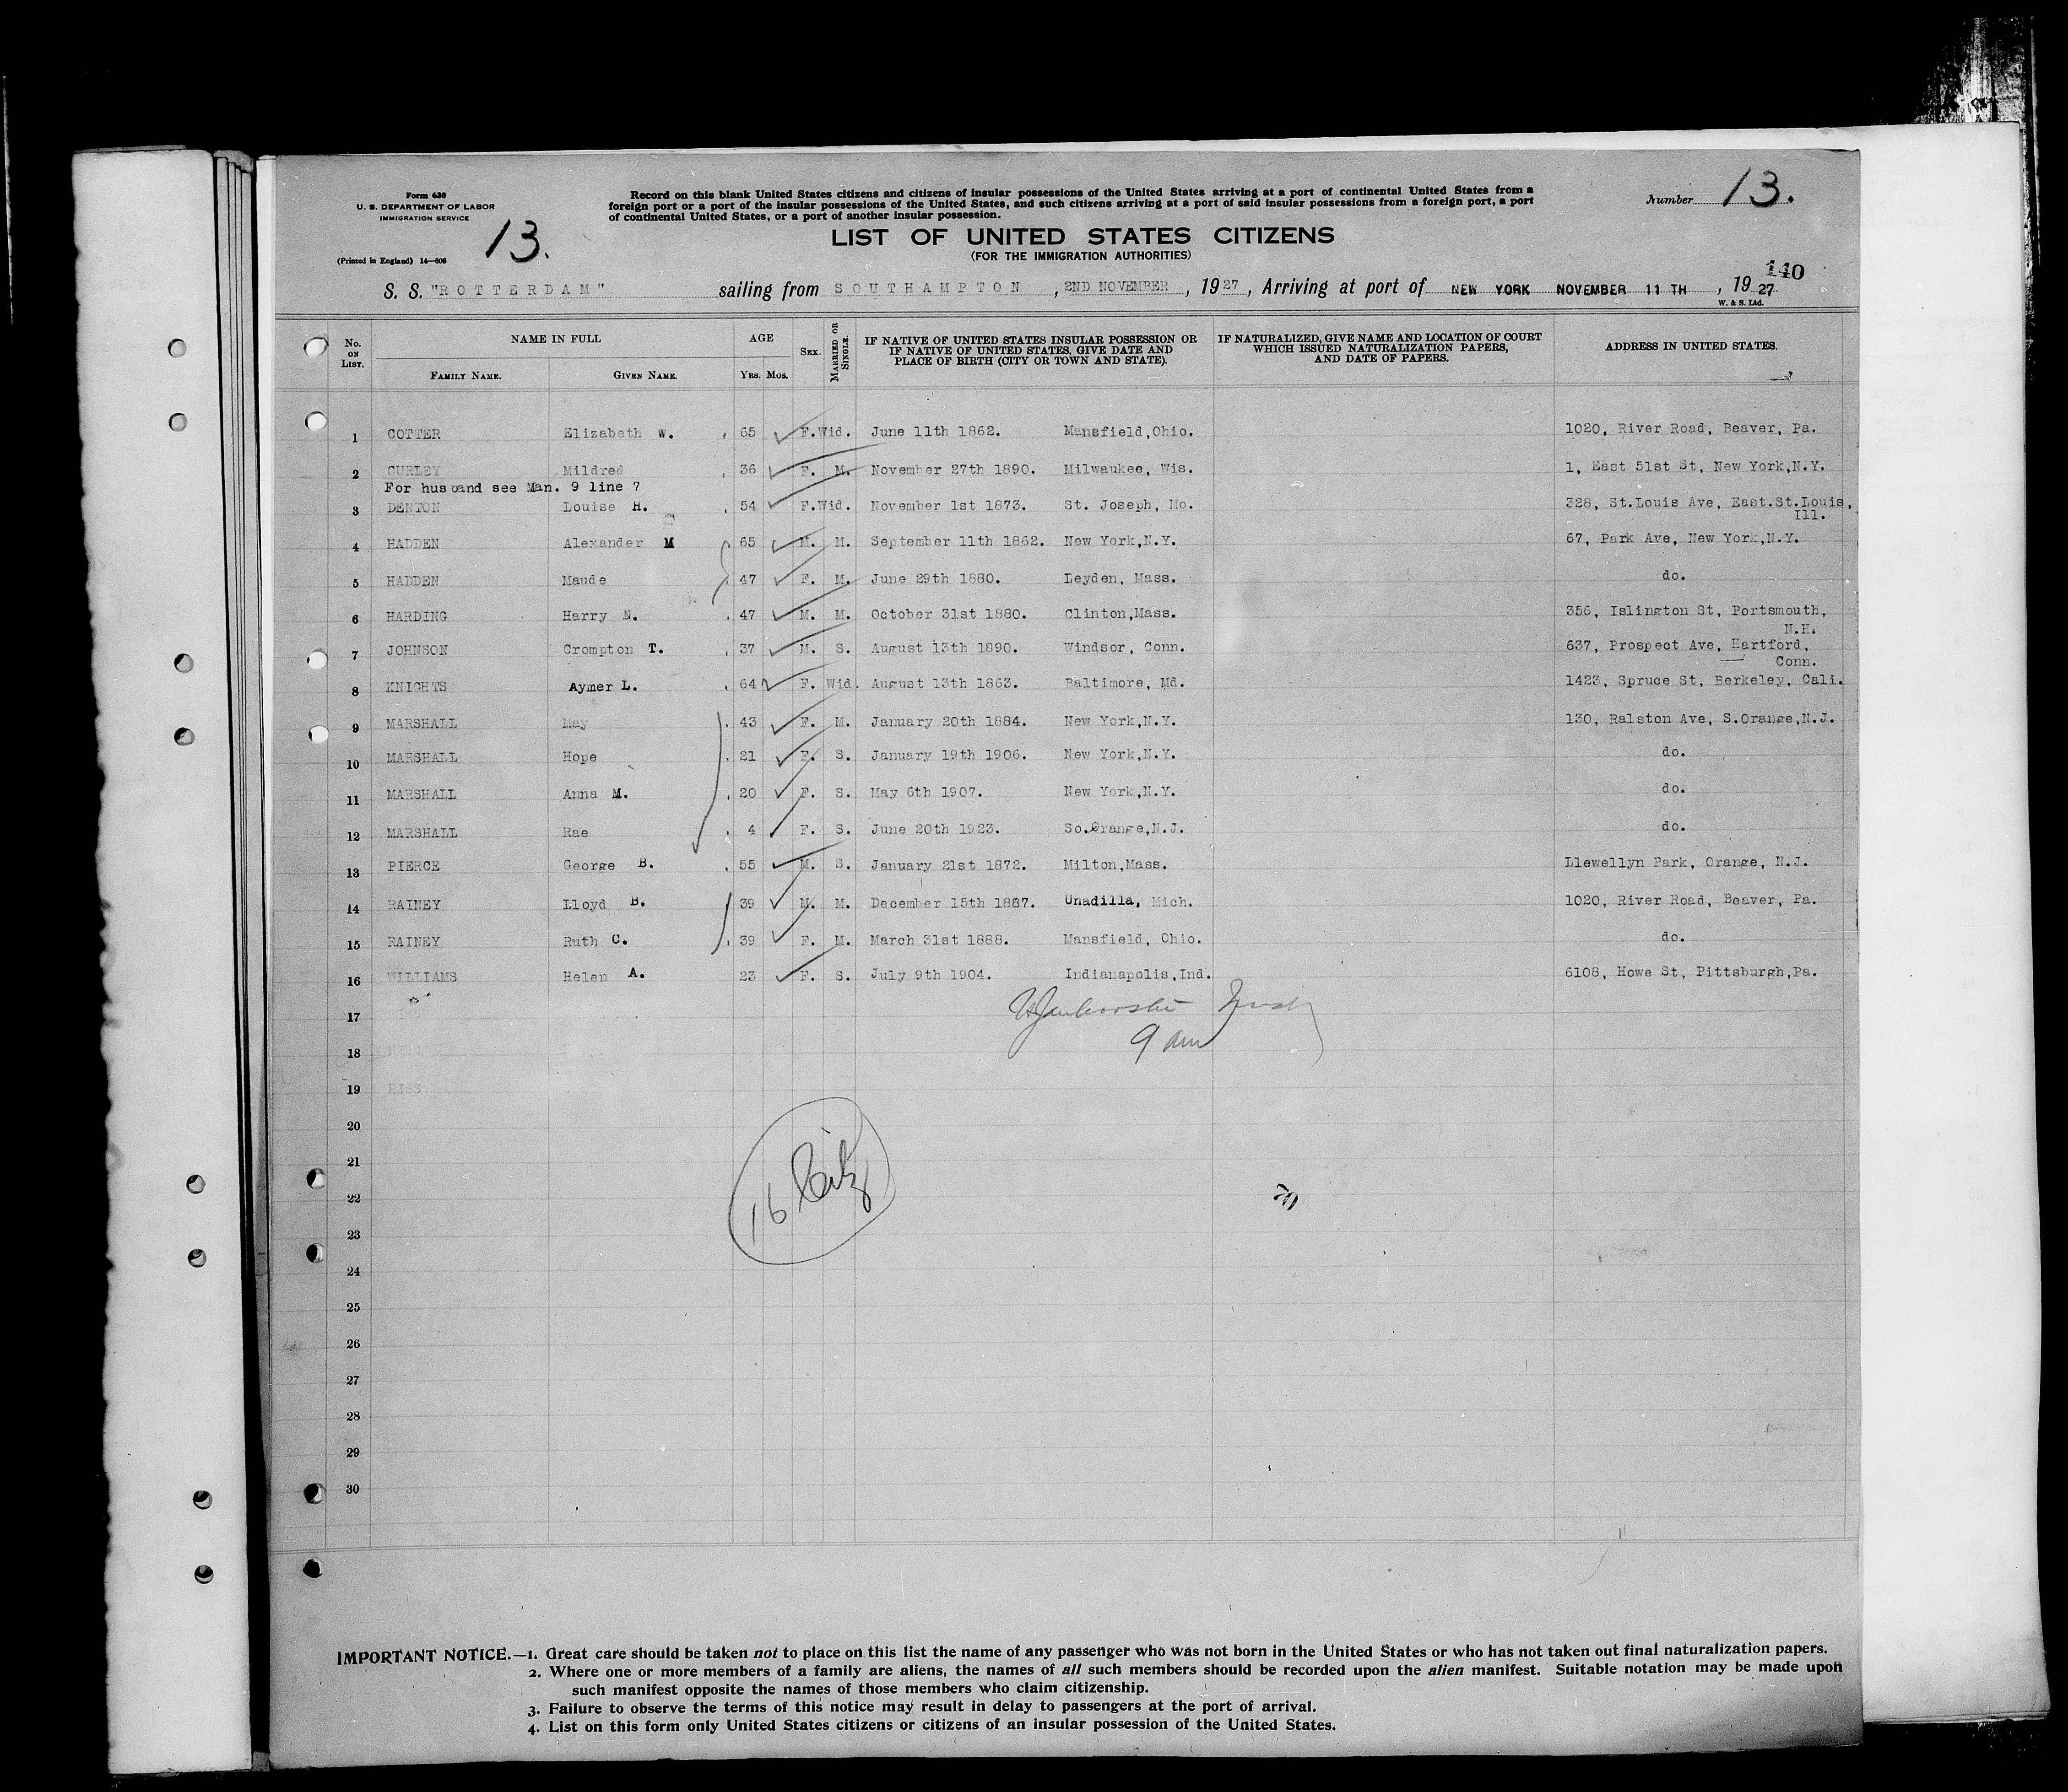 Form 630
U. S. DEPARTMENT OF LABOR
IMMIGRATION SERVICE
13.
(Printed in England) 14—608
Record on this blank United States citizens and citizens of insular possessions of the United States arriving at a port of continental United States from a
foreign port or a port of the insular possessions of the United States, and such citizens arriving at a port of said insular possessions from a foreign port, a port
of continental United States, or a port of another insular possession.
Number 13.
LIST OF UNITED STATES CITIZENS
(FOR THE IMMIGRATION AUTHORITIES)
140
S. S. "ROTTERDAM" sailing from SOUTHAMPTON, 2ND NOVEMBER, 1927, Arriving at port of NEW YORK NOVEMBER 11 TH, 1927
W. & S. Ltd.
No. ON LIST. NAME IN FULL AGE SEX. MARRIED OR SINGLE. IF NATIVE OF UNITED STATES INSULAR POSSESSION OR IF NATIVE OF UNITED STATES, GIVE DATE AND PLACE OF BIRTH (CITY OR TOWN AND STATE). IF NATURALIZED, GIVE NAME AND LOCATION OF COURT WHICH ISSUED NATURALIZATION PAPERS, AND DATE OF PAPERS. ADDRESS IN UNITED STATES.
FAMILY NAME. GIVEN NAME. YRS. MOS.
1 COTTER Elizabeth W. 65 F. Wid. June 11th 1862. Mansfield,Ohio. 1020, River Road, Beaver, Pa.
2 CURLEY Mildred 36 F. M. November 27th 1890. Milwaukee, Wis. 1, East 51st St, New York,N.Y.
For husband see Man. 9 line 7
3 DENTON Louise H. 54 F. Wid. November 1st 1873. St. Joseph, Mo. 328, St.Louis Ave, East.St.Louis,
Ill.
4 HADDEN Alexander M 65 M. M. September 11th 1862. New York,N.Y. 67, Park Ave, New York,N.Y.
5 HADDEN Maude 47 F. M. June 29th 1880. Leyden, Mass. do.
6 HARDING Harry N. 47 M. M. October 31st 1880. Clinton,Mass. 356, Islington St, Portsmouth,
N.H.
7 JOHNSON Crompton T. 37 M. S. August 13th 1890. Windsor, Conn. 637, Prospect Ave, Hartford,
Conn.
8 KNIGHTS Aymer L. 64 F. Wid. August 13th 1863. Baltimore, Md. 1423, Spruce St, Berkeley, Cali.
9 MARSHALL May 43 F. M. January 20th 1884. New York,N.Y. 130, Ralston Ave, S.Orange,N.J.
10 MARSHALL Hope 21 F. S. January 19th 1906. New York,N.Y. do.
11 MARSHALL Anna M. 20 F. S. May 6th 1907. New York,N.Y. do.
12 MARSHALL Rae 4 F. S. June 20th 1923. So.Orange,N.J. do.
13 PIERCE George B. 55 M. S. January 21st 1872. Milton,Mass. Llewellyn Park, Orange, N.J.
14 RAINEY Lloyd B. 39 M. M. December 15th 1887. Unadilla, Mich. 1020, River Road, Beaver, Pa.
15 RAINEY Ruth C. 39 F. M. March 31st 1888. Mansfield, Ohio. do.
16 WILLIAMS Helen A. 23 F. S. July 9th 1904. Indianapolis,Ind. 6108, Howe St, Pittsburgh,Pa.
17
9 am
18
19
20
21
16 Citz
22
23
24
25
26
27
28
29
30
IMPORTANT NOTICE.—1. Great care should be taken not to place on this list the name of any passenger who was not born in the United States or who has not taken out final naturalization papers.
2. Where one or more members of a family are aliens, the names of all such members should be recorded upon the alien manifest. Suitable notation may be made upon
such manifest opposite the names of those members who claim citizenship.
3. Failure to observe the terms of this notice may result in delay to passengers at the port of arrival.
4. List on this form only United States citizens or citizens of an insular possession of the United States.